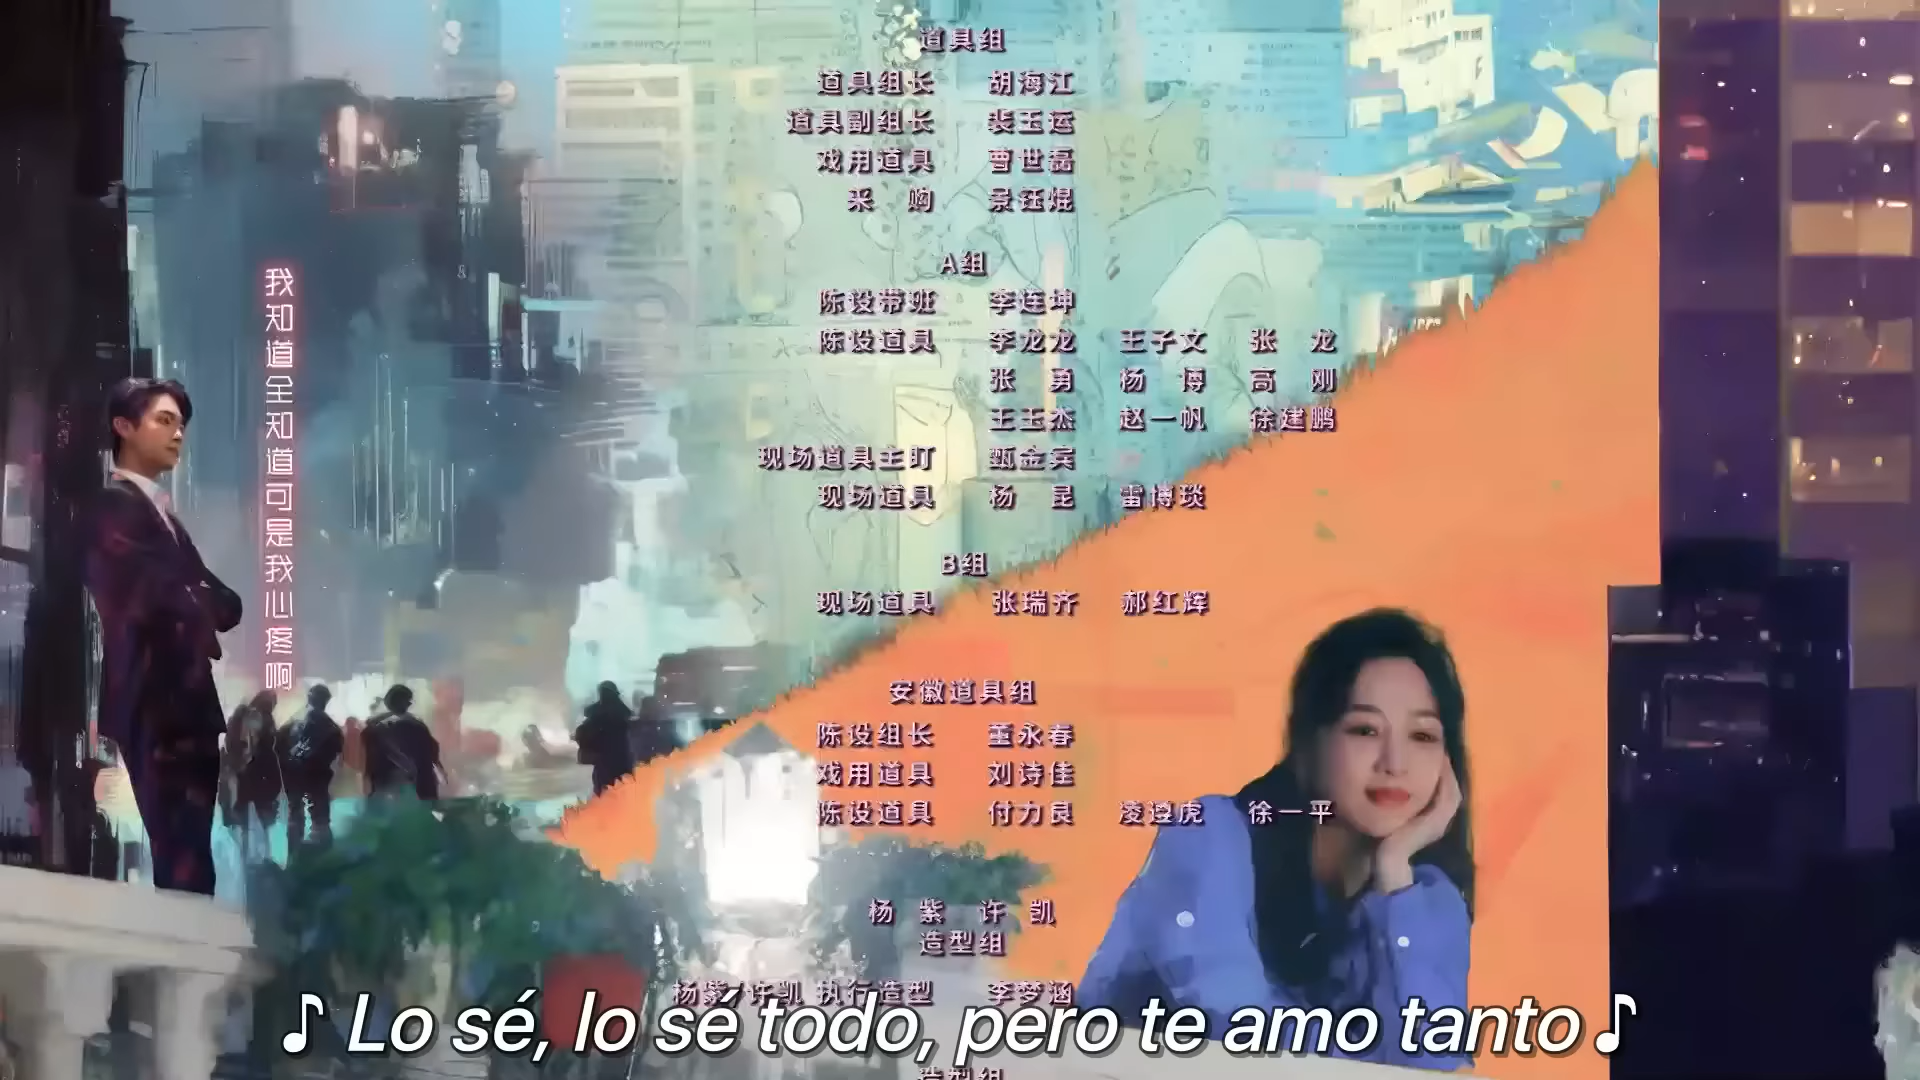 道具组
道具组长 胡海江
道具副组长 裴玉运
戏用道具 曹世磊
采 购 景钰焜
A组
陈设带班 李连坤
陈设道具 李龙龙 王子文 张 龙
张 勇 杨 博 高 刚
王玉杰 赵一帆 徐建鹏
现场道具主盯 甄金宾
现场道具 杨 昆 雷博琰
B组
现场道具 张瑞齐 郝红辉
安徽道具组
陈设组长 董永春
戏用道具 刘诗佳
陈设道具 付力良 凌遵虎 徐一平
杨 紫 许 凯
造型组
杨紫/许凯 执行造型 李梦涵
造型组
我知道全知道可是我心疼啊
♪ Lo sé, lo sé todo, pero te amo tanto ♪